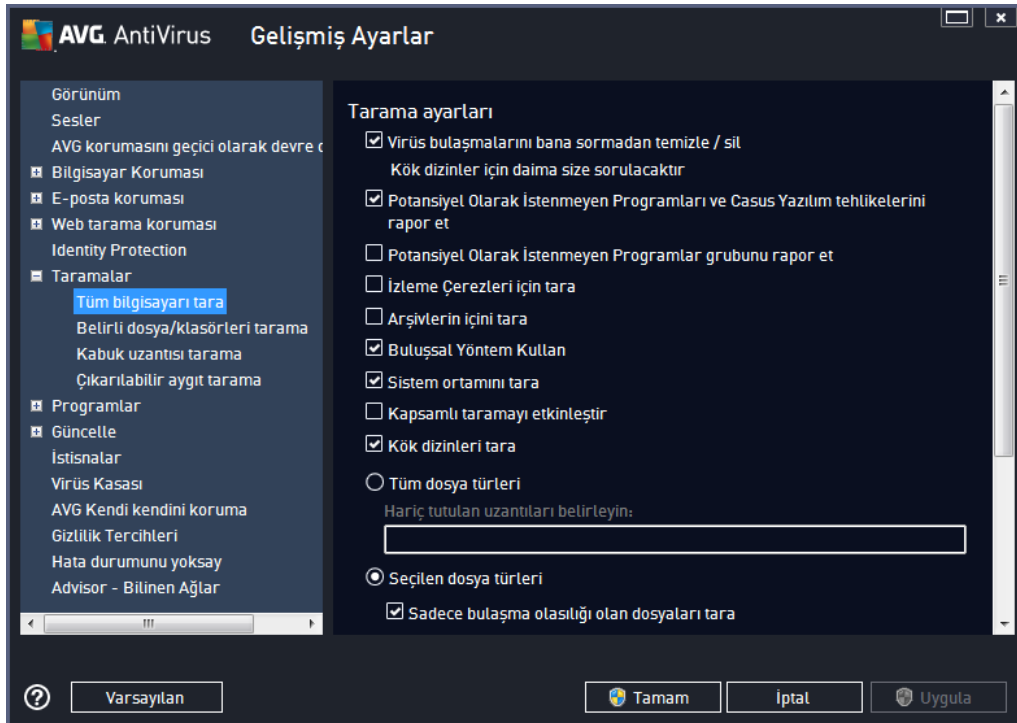 AVG AntiVirus Gelişmiş Ayarlar
Görünüm
Sesler
AVG korumasını geçici olarak devre
Bilgisayar Koruması
E-posta koruması
Web tarama koruması
Identity Protection
Taramalar
Tüm bilgisayarı tara
Belirli dosya/klasörleri tarama
Kabuk uzantısı tarama
Çıkarılabilir aygıt tarama
Programlar
Güncelle
İstisnalar
Virüs Kasası
AVG Kendi kendini koruma
Gizlilik Tercihleri
Hata durumunu yoksay
Advisor - Bilinen Ağlar
Tarama ayarları
Virüs bulaşmalarını bana sormadan temizle / sil
Kök dizinler için daima size sorulacaktır
Potansiyel Olarak İstenmeyen Programları ve Casus Yazılım tehlikelerini
rapor et
Potansiyel Olarak İstenmeyen Programlar grubunu rapor et
İzleme Çerezleri için tara
Arşivlerin içini tara
Buluşsal Yöntem Kullan
Sistem ortamını tara
Kapsamlı taramayı etkinleştir
Kök dizinleri tara
Tüm dosya türleri
Hariç tutulan uzantıları belirleyin:
Seçilen dosya türleri
Sadece bulaşma olasılığı olan dosyaları tara
Varsayılan
Tamam
İptal
Uygula